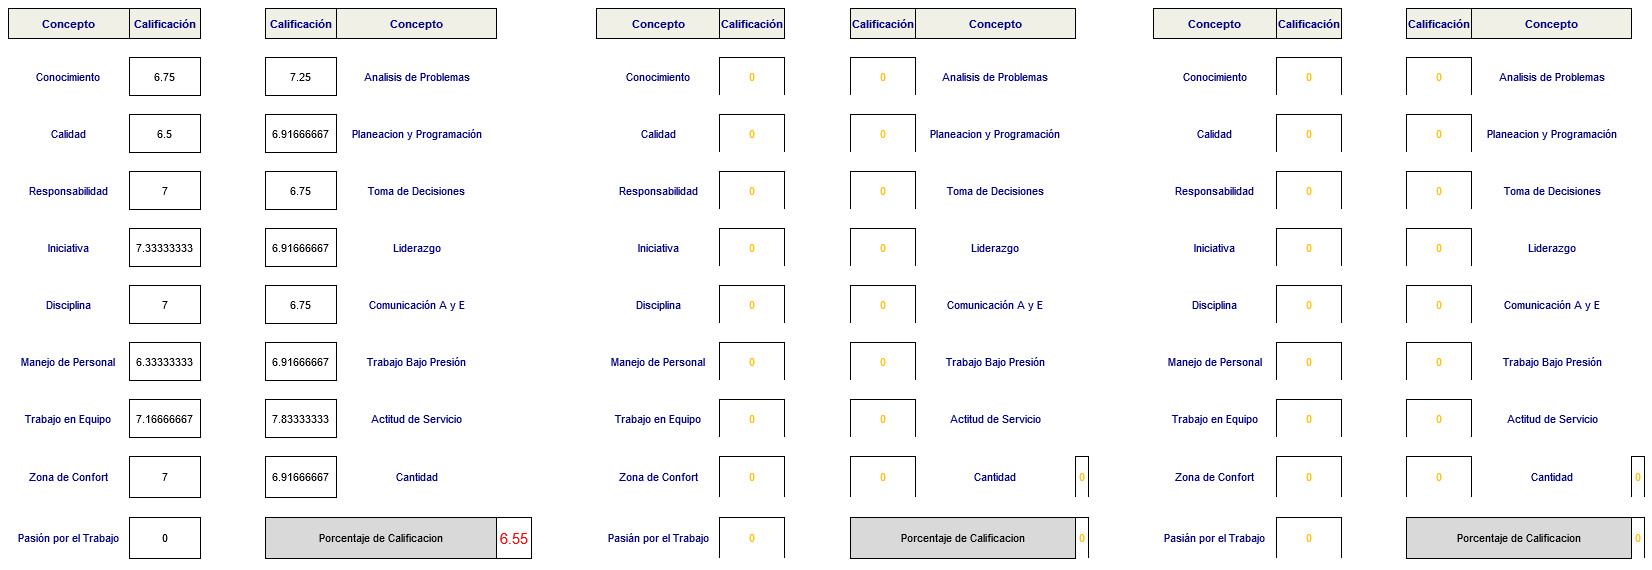 Concepto Calificación Calificación Concepto Concepto Calificación Calificación Concepto Concepto Calificación Calificación Concepto
Conocimiento 6.75 7.25 Analisis de Problemas Conocimiento 0 0 Analisis de Problemas Conocimiento 0 0 Analisis de Problemas
Calidad 6.5 6.91666667 Planeacion y Programación Calidad 0 0 Planeacion y Programación Calidad 0 0 Planeacion y Programación
Responsabilidad 7 6.75 Toma de Decisiones Responsabilidad 0 0 Toma de Decisiones Responsabilidad 0 0 Toma de Decisiones
Iniciativa 7.33333333 6.91666667 Liderazgo Iniciativa 0 0 Liderazgo Iniciativa 0 0 Liderazgo
Disciplina 7 6.75 Comunicación A y E Disciplina 0 0 Comunicación A y E Disciplina 0 0 Comunicación A y E
Manejo de Personal 6.33333333 6.91666667 Trabajo Bajo Presión Manejo de Personal 0 0 Trabajo Bajo Presión Manejo de Personal 0 0 Trabajo Bajo Presión
Trabajo en Equipo 7.16666667 7.83333333 Actitud de Servicio Trabajo en Equipo 0 0 Actitud de Servicio Trabajo en Equipo 0 0 Actitud de Servicio
Zona de Confort 7 6.91666667 Cantidad Zona de Confort 0 0 Cantidad 0 Zona de Confort 0 0 Cantidad 0
Pasián por el Trabajo 0 Porcentaje de Calificacion 6.55 Pasián por el Trabajo 0 Porcentaje de Calificacion 0 Pasián por el Trabajo 0 Porcentaje de Calificacion 0